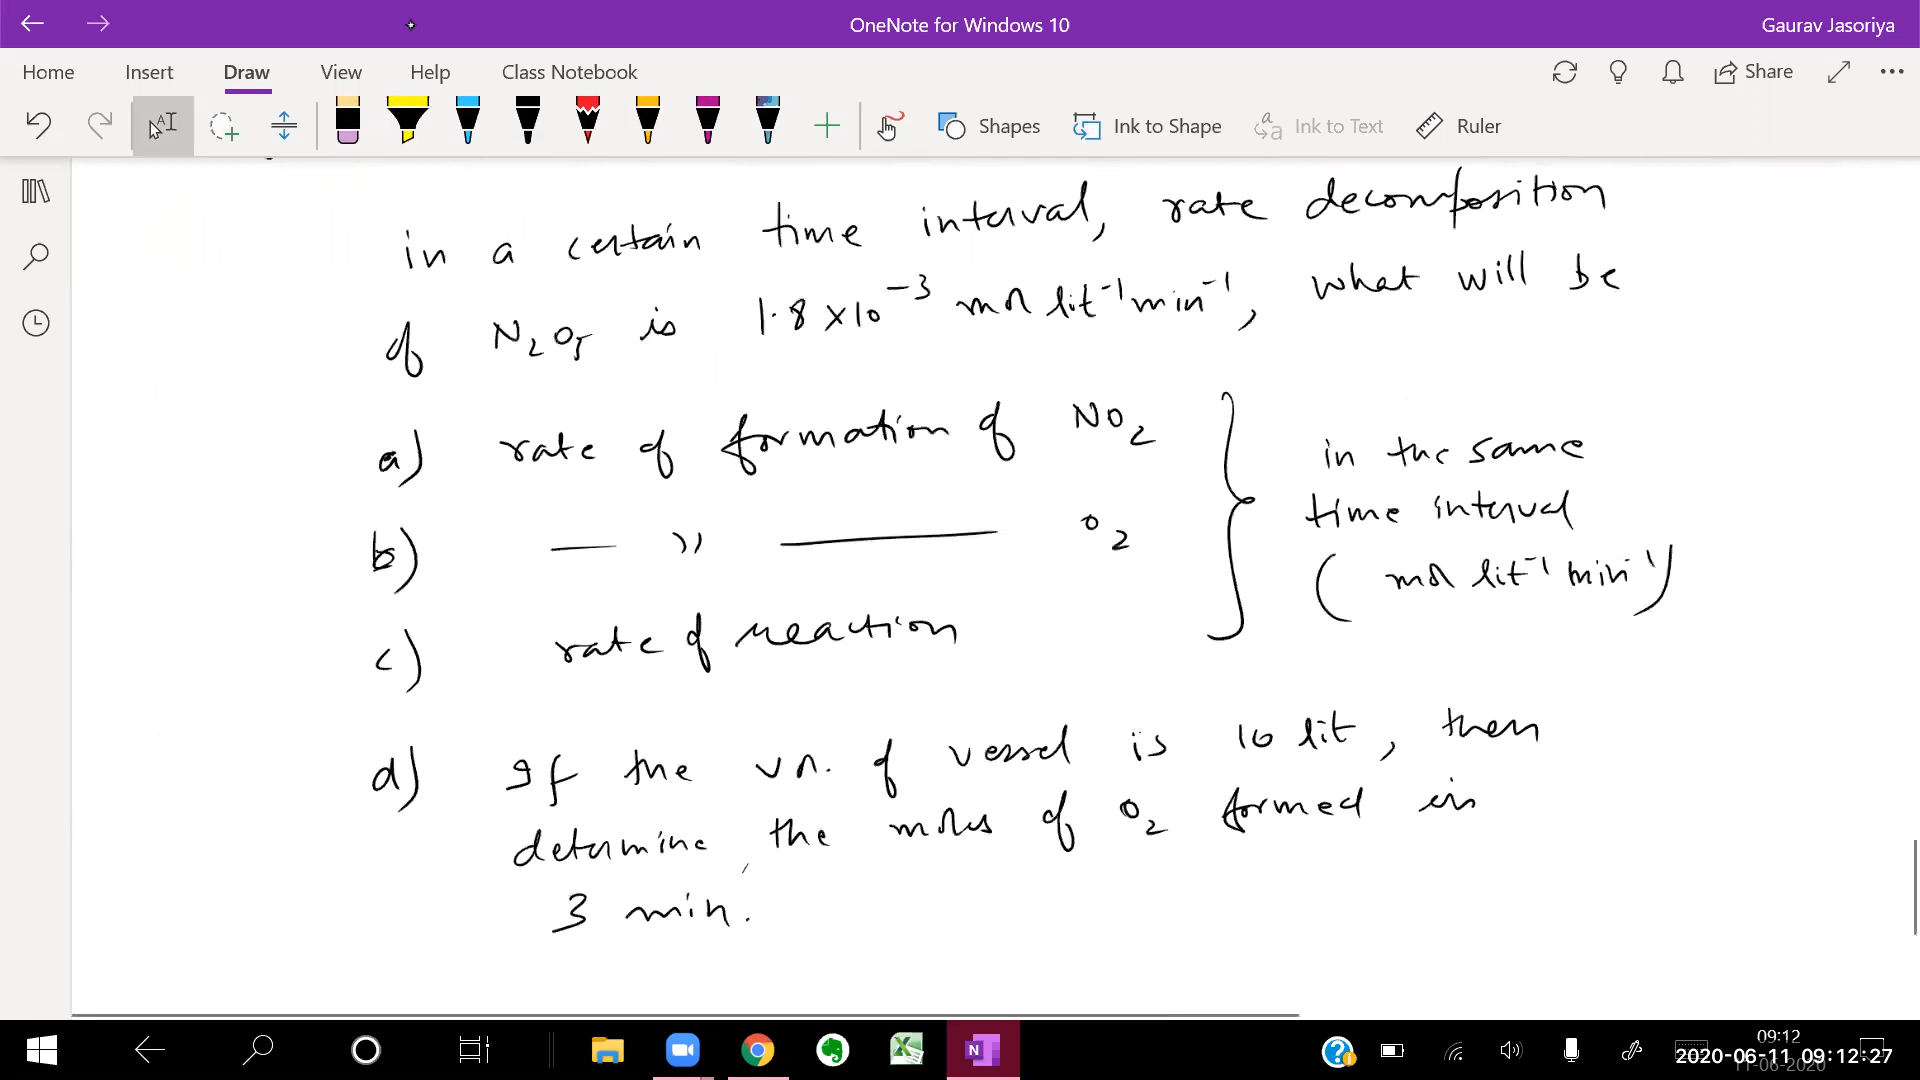 OneNote for Windows 10
Gaurav Jasoriya
Home Insert Draw View Help Class Notebook
Share
Shapes Ink to Shape Ink to Text Ruler
in a certain time interval, rate decomposition
of N₂O₅ is 1.8 × 10⁻³ mol lit⁻¹ min⁻¹, what will be
a) rate of formation of NO₂
b) — " — O₂
c) rate of reaction
in the same
time interval
(mol lit⁻¹ min⁻¹)
d) If the vol. of vessel is 10 lit, then
determine the moles of O₂ formed in
3 min.
09:12
2020-06-11 09:12:27
11-06-2020